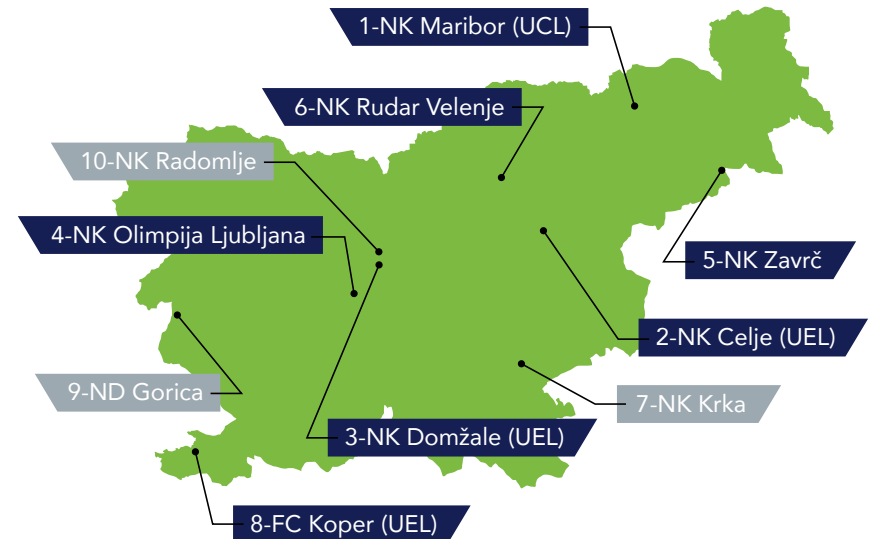 1-NK Maribor (UCL)
6-NK Rudar Velenje
10-NK Radomlje
4-NK Olimpija Ljubljana
5-NK Zavrč
2-NK Celje (UEL)
9-ND Gorica
7-NK Krka
3-NK Domžale (UEL)
8-FC Koper (UEL)